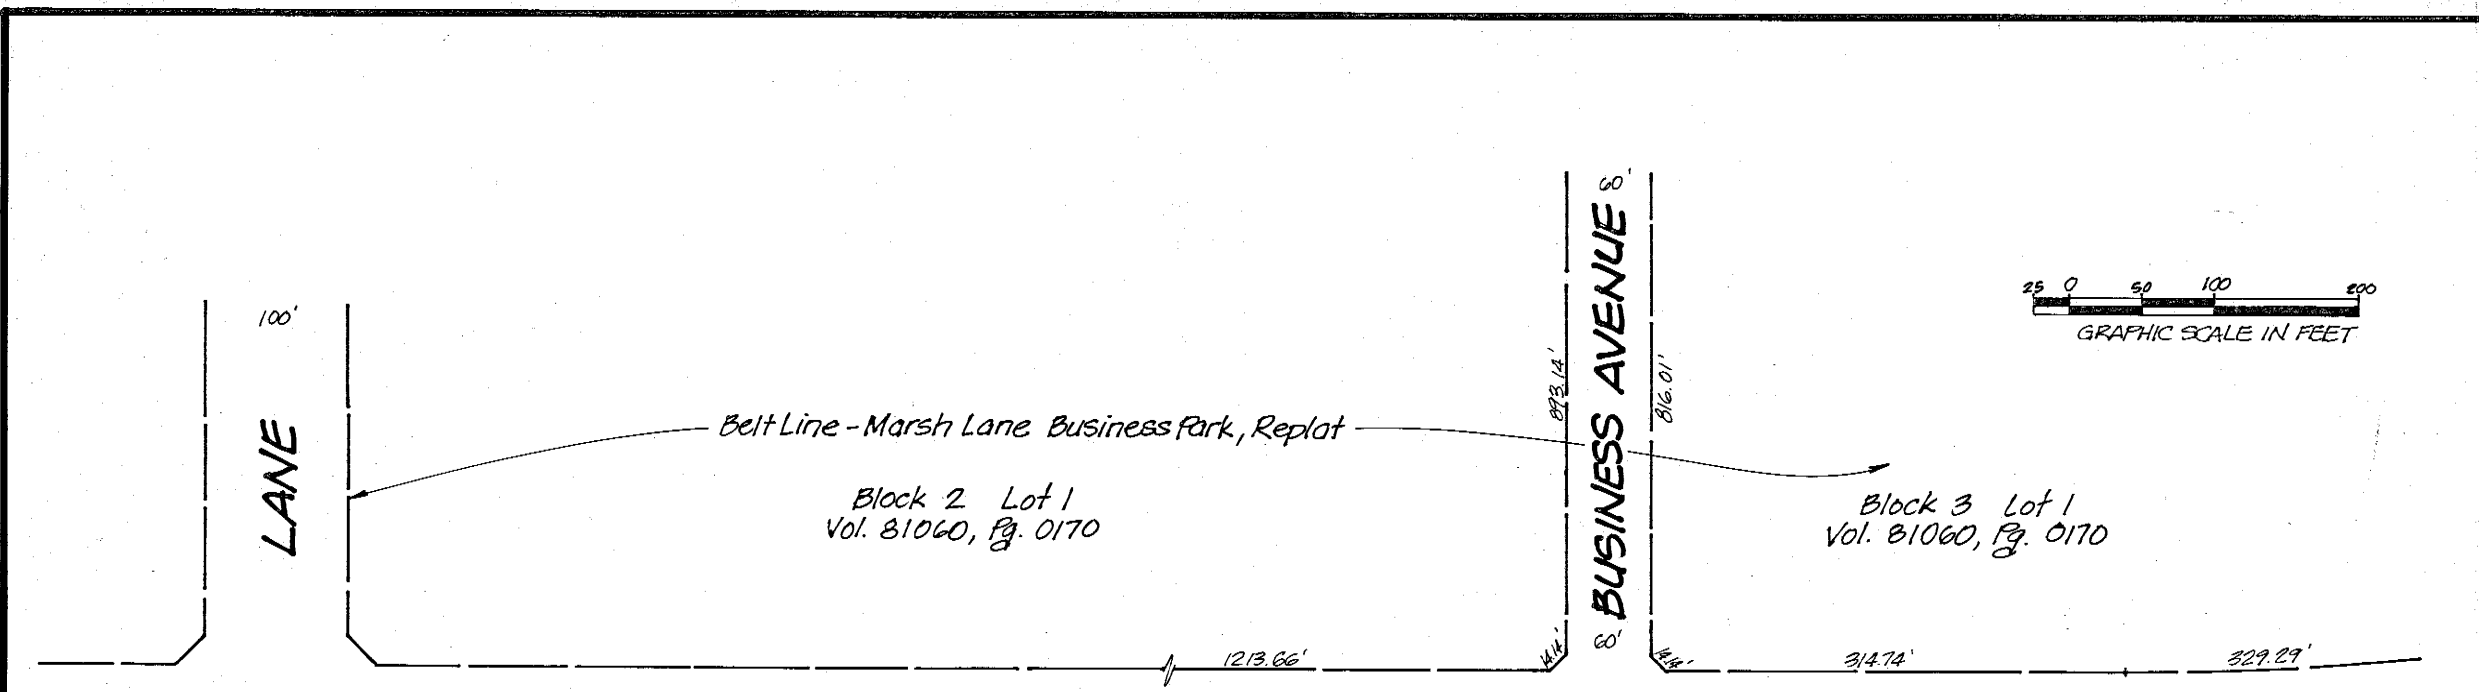 60'
BUSINESS AVENUE
25 0 50 100 200
GRAPHIC SCALE IN FEET
100'
LANE
893.14'
816.01'
Belt Line - Marsh Lane Business Park, Replat
Block 2 Lot 1
Vol. 81060, Pg. 0170
Block 3 Lot 1
Vol. 81060, Pg. 0170
60'
14.14'
14.14'
1213.66'
314.74'
329.29'